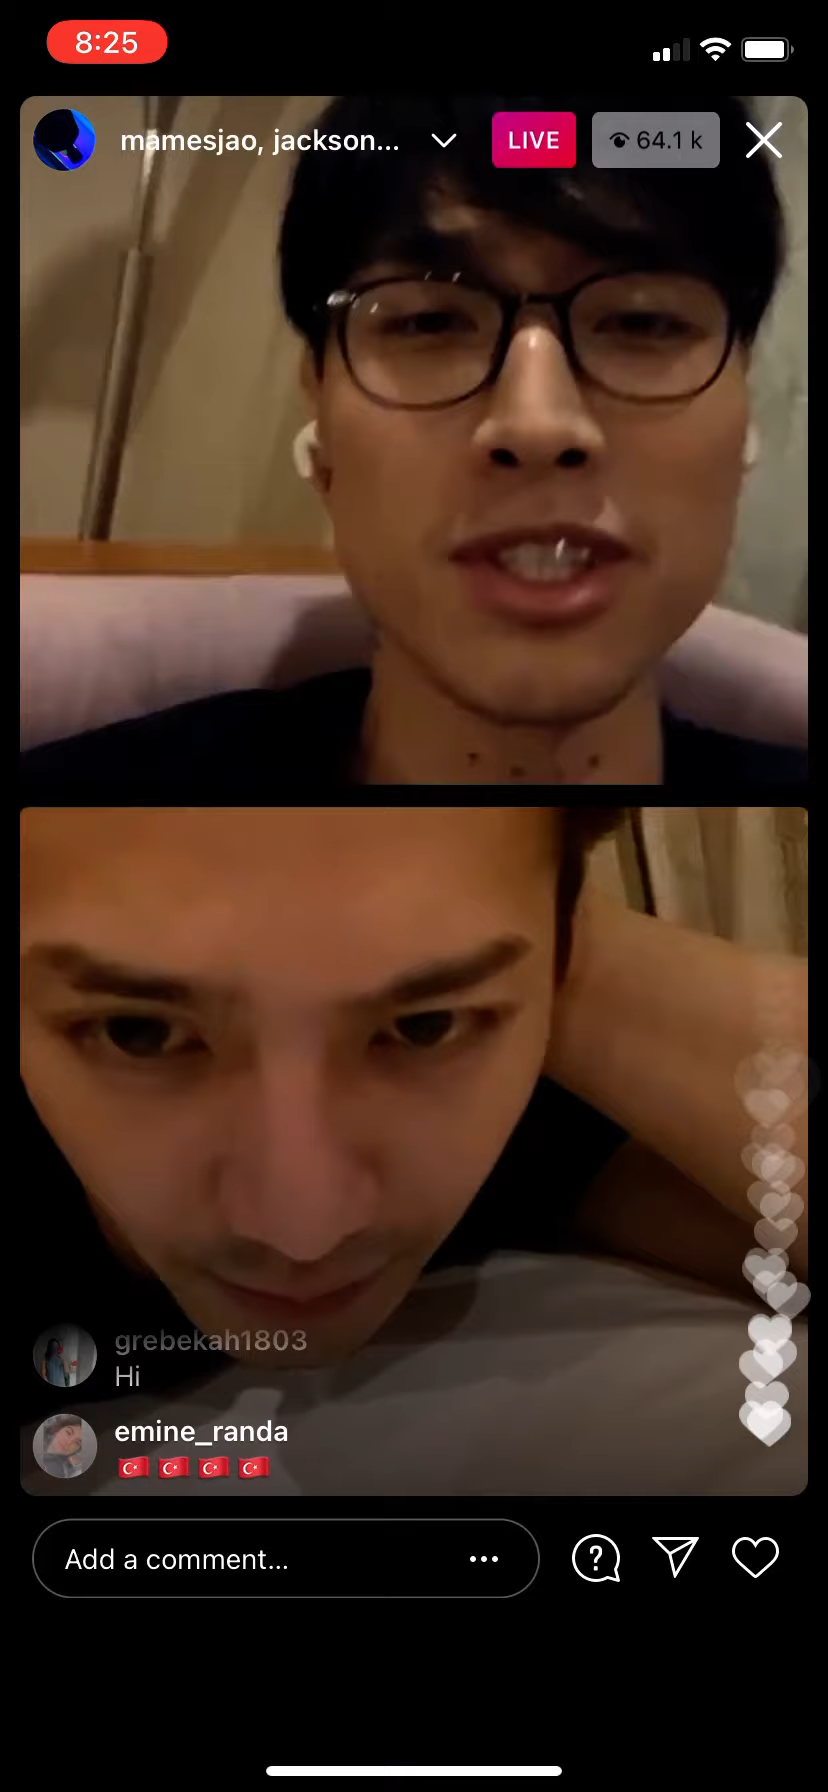 8:25
mamesjao, jackson...
LIVE
64.1 k
grebekah1803
Hi
emine_randa
🇹🇷 🇹🇷 🇹🇷 🇹🇷
Add a comment...